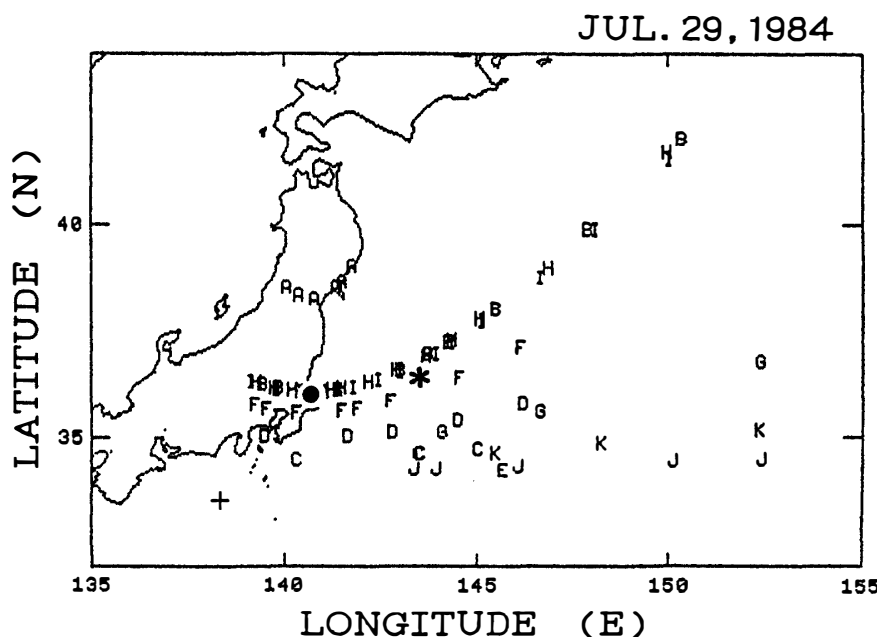 JUL. 29, 1984
B
H
I
B I
H
I
A
A A A
A A
B
H
G
F
H B
F
H B H B H H H H I H I
D
F F F F F F
G
D
D D D G
K
C
K
K
C C
J J E J J J
40
35
135 140 145 150 155
LATITUDE (N)
LONGITUDE (E)